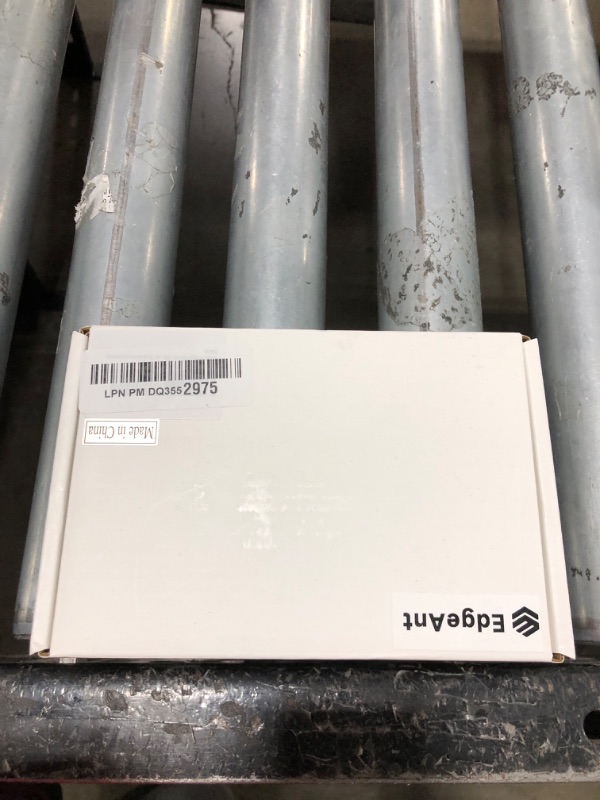 LPN PM DQ3552975
Made in China
EdgeAnt